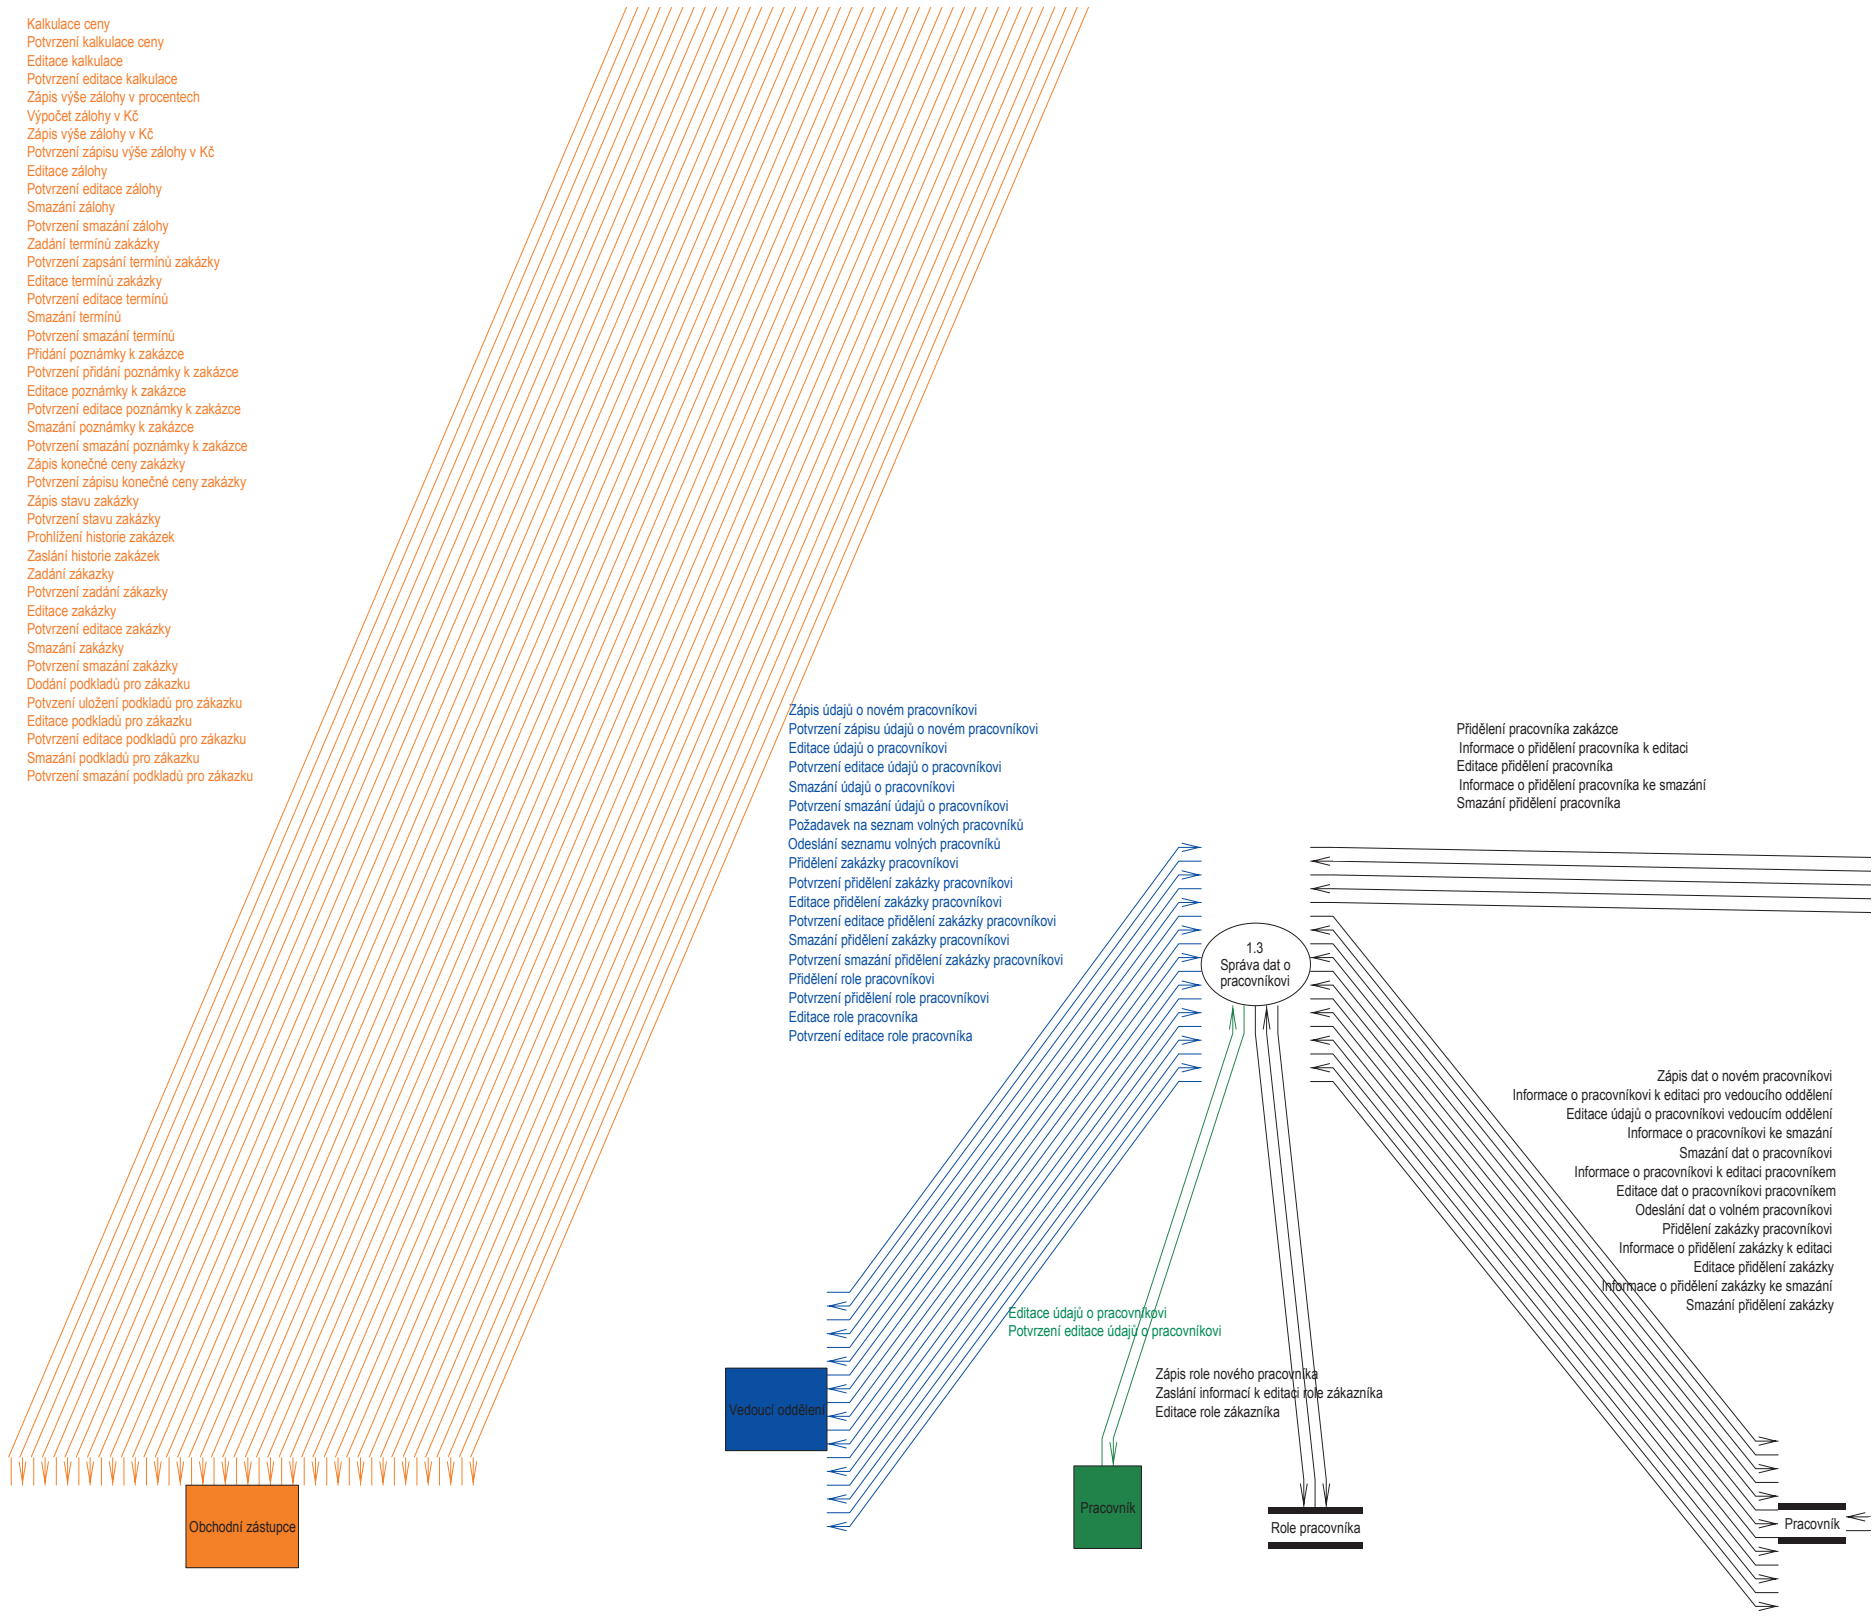 Kalkulace ceny
Potvrzení kalkulace ceny
Editace kalkulace
Potvrzení editace kalkulace
Zápis výše zálohy v procentech
Výpočet zálohy v Kč
Zápis výše zálohy v Kč
Potvrzení zápisu výše zálohy v Kč
Editace zálohy
Potvrzení editace zálohy
Smazání zálohy
Potvrzení smazání zálohy
Zadání termínů zakázky
Potvrzení zapsání termínů zakázky
Editace termínů zakázky
Potvrzení editace termínů
Smazání termínů
Potvrzení smazání termínů
Přidání poznámky k zakázce
Potvrzení přidání poznámky k zakázce
Editace poznámky k zakázce
Potvrzení editace poznámky k zakázce
Smazání poznámky k zakázce
Potvrzení smazání poznámky k zakázce
Zápis konečné ceny zakázky
Potvrzení zápisu konečné ceny zakázky
Zápis stavu zakázky
Potvrzení stavu zakázky
Prohlížení historie zakázek
Zaslání historie zakázek
Zadání zákazky
Potvrzení zadání zákazky
Editace zakázky
Potvrzení editace zakázky
Smazání zakázky
Potvrzení smazání zakázky
Dodání podkladů pro zákazku
Potvzení uložení podkladů pro zákazku
Editace podkladů pro zákazku
Potvrzení editace podkladů pro zákazku
Smazání podkladů pro zákazku
Potvrzení smazání podkladů pro zákazku
Zápis údajů o novém pracovníkovi
Potvrzení zápisu údajů o novém pracovníkovi
Editace údajů o pracovníkovi
Potvrzení editace údajů o pracovníkovi
Smazání údajů o pracovníkovi
Potvrzení smazání údajů o pracovníkovi
Požadavek na seznam volných pracovníků
Odeslání seznamu volných pracovníků
Přidělení zakázky pracovníkovi
Potvrzení přidělení zakázky pracovníkovi
Editace přidělení zakázky pracovníkovi
Potvrzení editace přidělení zakázky pracovníkovi
Smazání přidělení zakázky pracovníkovi
Potvrzení smazání přidělení zakázky pracovníkovi
Přidělení role pracovníkovi
Potvrzení přidělení role pracovníkovi
Editace role pracovníka
Potvrzení editace role pracovníka
Přidělení pracovníka zakázce
Informace o přidělení pracovníka k editaci
Editace přidělení pracovníka
Informace o přidělení pracovníka ke smazání
Smazání přidělení pracovníka
1.3
Správa dat o
pracovníkovi
Zápis dat o novém pracovníkovi
Informace o pracovníkovi k editaci pro vedoucího oddělení
Editace údajů o pracovníkovi vedoucím oddělení
Informace o pracovníkovi ke smazání
Smazání dat o pracovníkovi
Informace o pracovníkovi k editaci pracovníkem
Editace dat o pracovníkovi pracovníkem
Odeslání dat o volném pracovníkovi
Přidělení zakázky pracovníkovi
Informace o přidělení zakázky k editaci
Editace přidělení zakázky
Informace o přidělení zakázky ke smazání
Smazání přidělení zakázky
Editace údajů o pracovníkovi
Potvrzení editace údajů o pracovníkovi
Zápis role nového pracovníka
Zaslání informací k editaci role zákazníka
Editace role zákazníka
Vedoucí oddělení
Obchodní zástupce
Pracovník
Role pracovníka
Pracovník